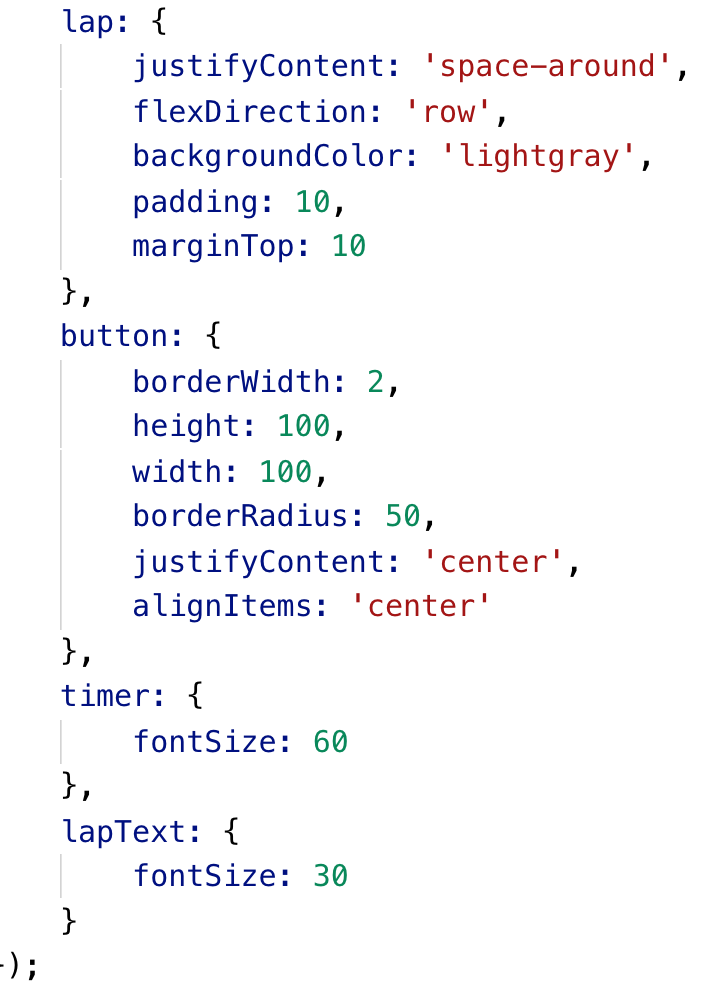 lap: {
justifyContent: 'space-around',
flexDirection: 'row',
backgroundColor: 'lightgray',
padding: 10,
marginTop: 10
},
button: {
borderWidth: 2,
height: 100,
width: 100,
borderRadius: 50,
justifyContent: 'center',
alignItems: 'center'
},
timer: {
fontSize: 60
},
lapText: {
fontSize: 30
}
});